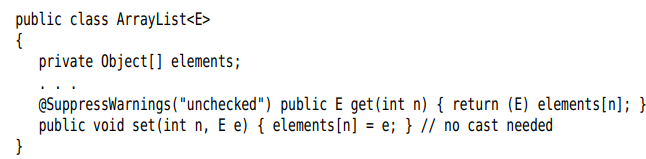 public class ArrayList<E>
{
   private Object[] elements;
   . . .
   @SuppressWarnings("unchecked") public E get(int n) { return (E) elements[n]; }
   public void set(int n, E e) { elements[n] = e; } // no cast needed
}